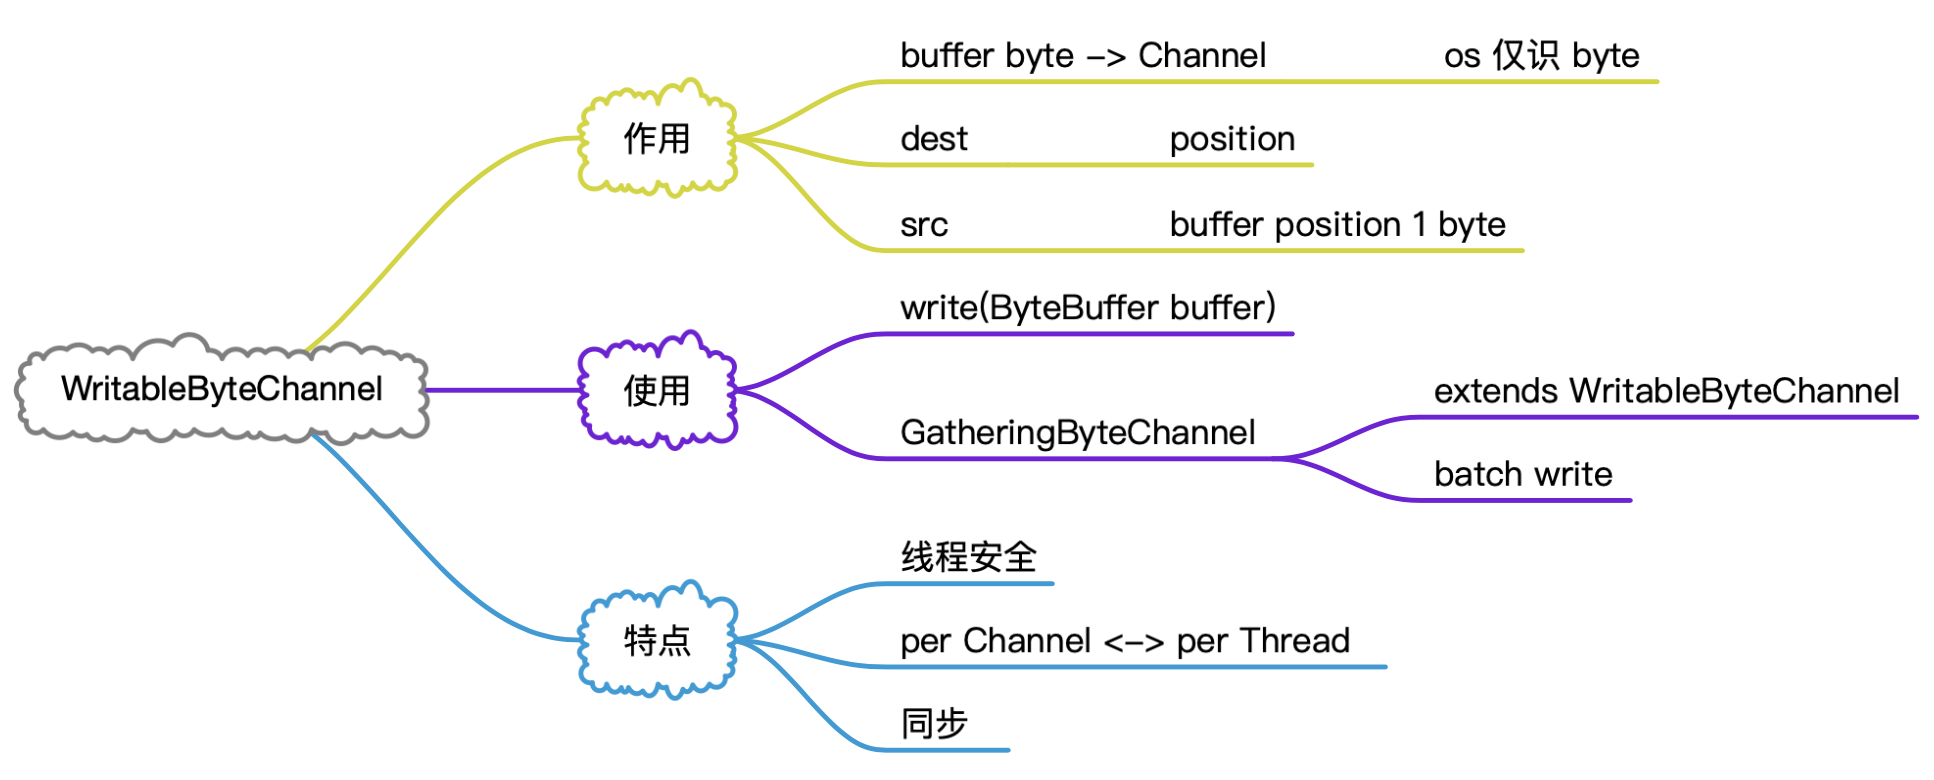 WritableByteChannel
作用
buffer byte –> Channel os 仅识 byte
dest position
src buffer position 1 byte
使用
write(ByteBuffer buffer)
GatheringByteChannel
extends WritableByteChannel
batch write
特点
线程安全
per Channel <–> per Thread
同步